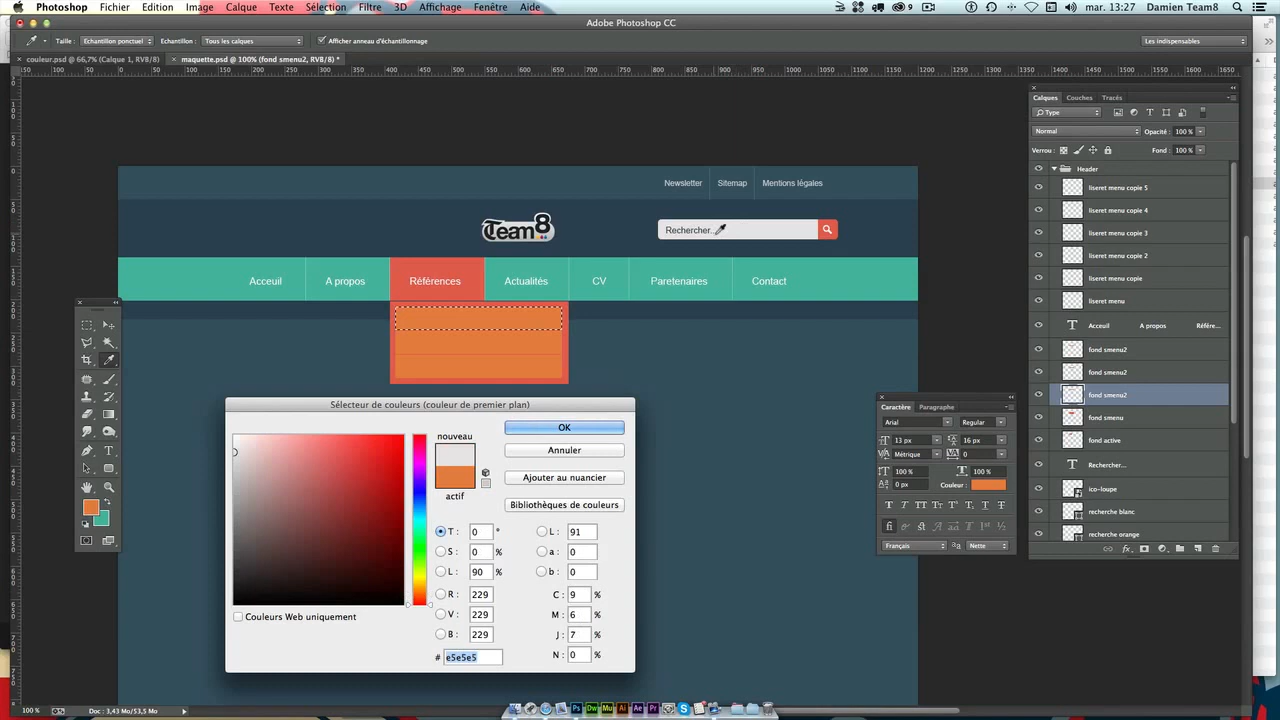 Photoshop Fichier Edition Image Calque Texte Sélection Filtre 3D Affichage Fenêtre Aide 9 mar. 13:27 Damien Team8
Adobe Photoshop CC
Taille : Echantillon ponctuel Echantillon : Tous les calques Afficher anneau d'échantillonnage Les indispensables
couleur.psd @ 66,7% (Calque 1, RVB/8) maquette.psd @ 100% (fond smenu2, RVB/8) *
Calques Couches Tracés
Type
Normal Opacité : 100 %
Verrou : Fond : 100 %
Header
liseret menu copie 5
liseret menu copie 4
liseret menu copie 3
liseret menu copie 2
liseret menu copie
liseret menu
T Acceuil A propos Référe...
fond smenu2
fond smenu2
fond smenu2
fond smenu
fond active
T Rechercher...
ico-loupe
recherche blanc
recherche orange
Newsletter Sitemap Mentions légales
Team8
Rechercher...
Acceuil A propos Références Actualités CV Paretenaires Contact
Sélecteur de couleurs (couleur de premier plan)
nouveau
actif
OK
Annuler
Ajouter au nuancier
Bibliothèques de couleurs
T : 0 ° L : 91
S : 0 % a : 0
L : 90 % b : 0
R : 229 C : 9 %
V : 229 M : 6 %
B : 229 J : 7 %
# e5e5e5 N : 0 %
Couleurs Web uniquement
Caractère Paragraphe
Arial Regular
13 px 16 px
Métrique 0
100 % 100 %
0 px Couleur :
Français Nette
100 % Doc : 3,43 Mo/53,5 Mo